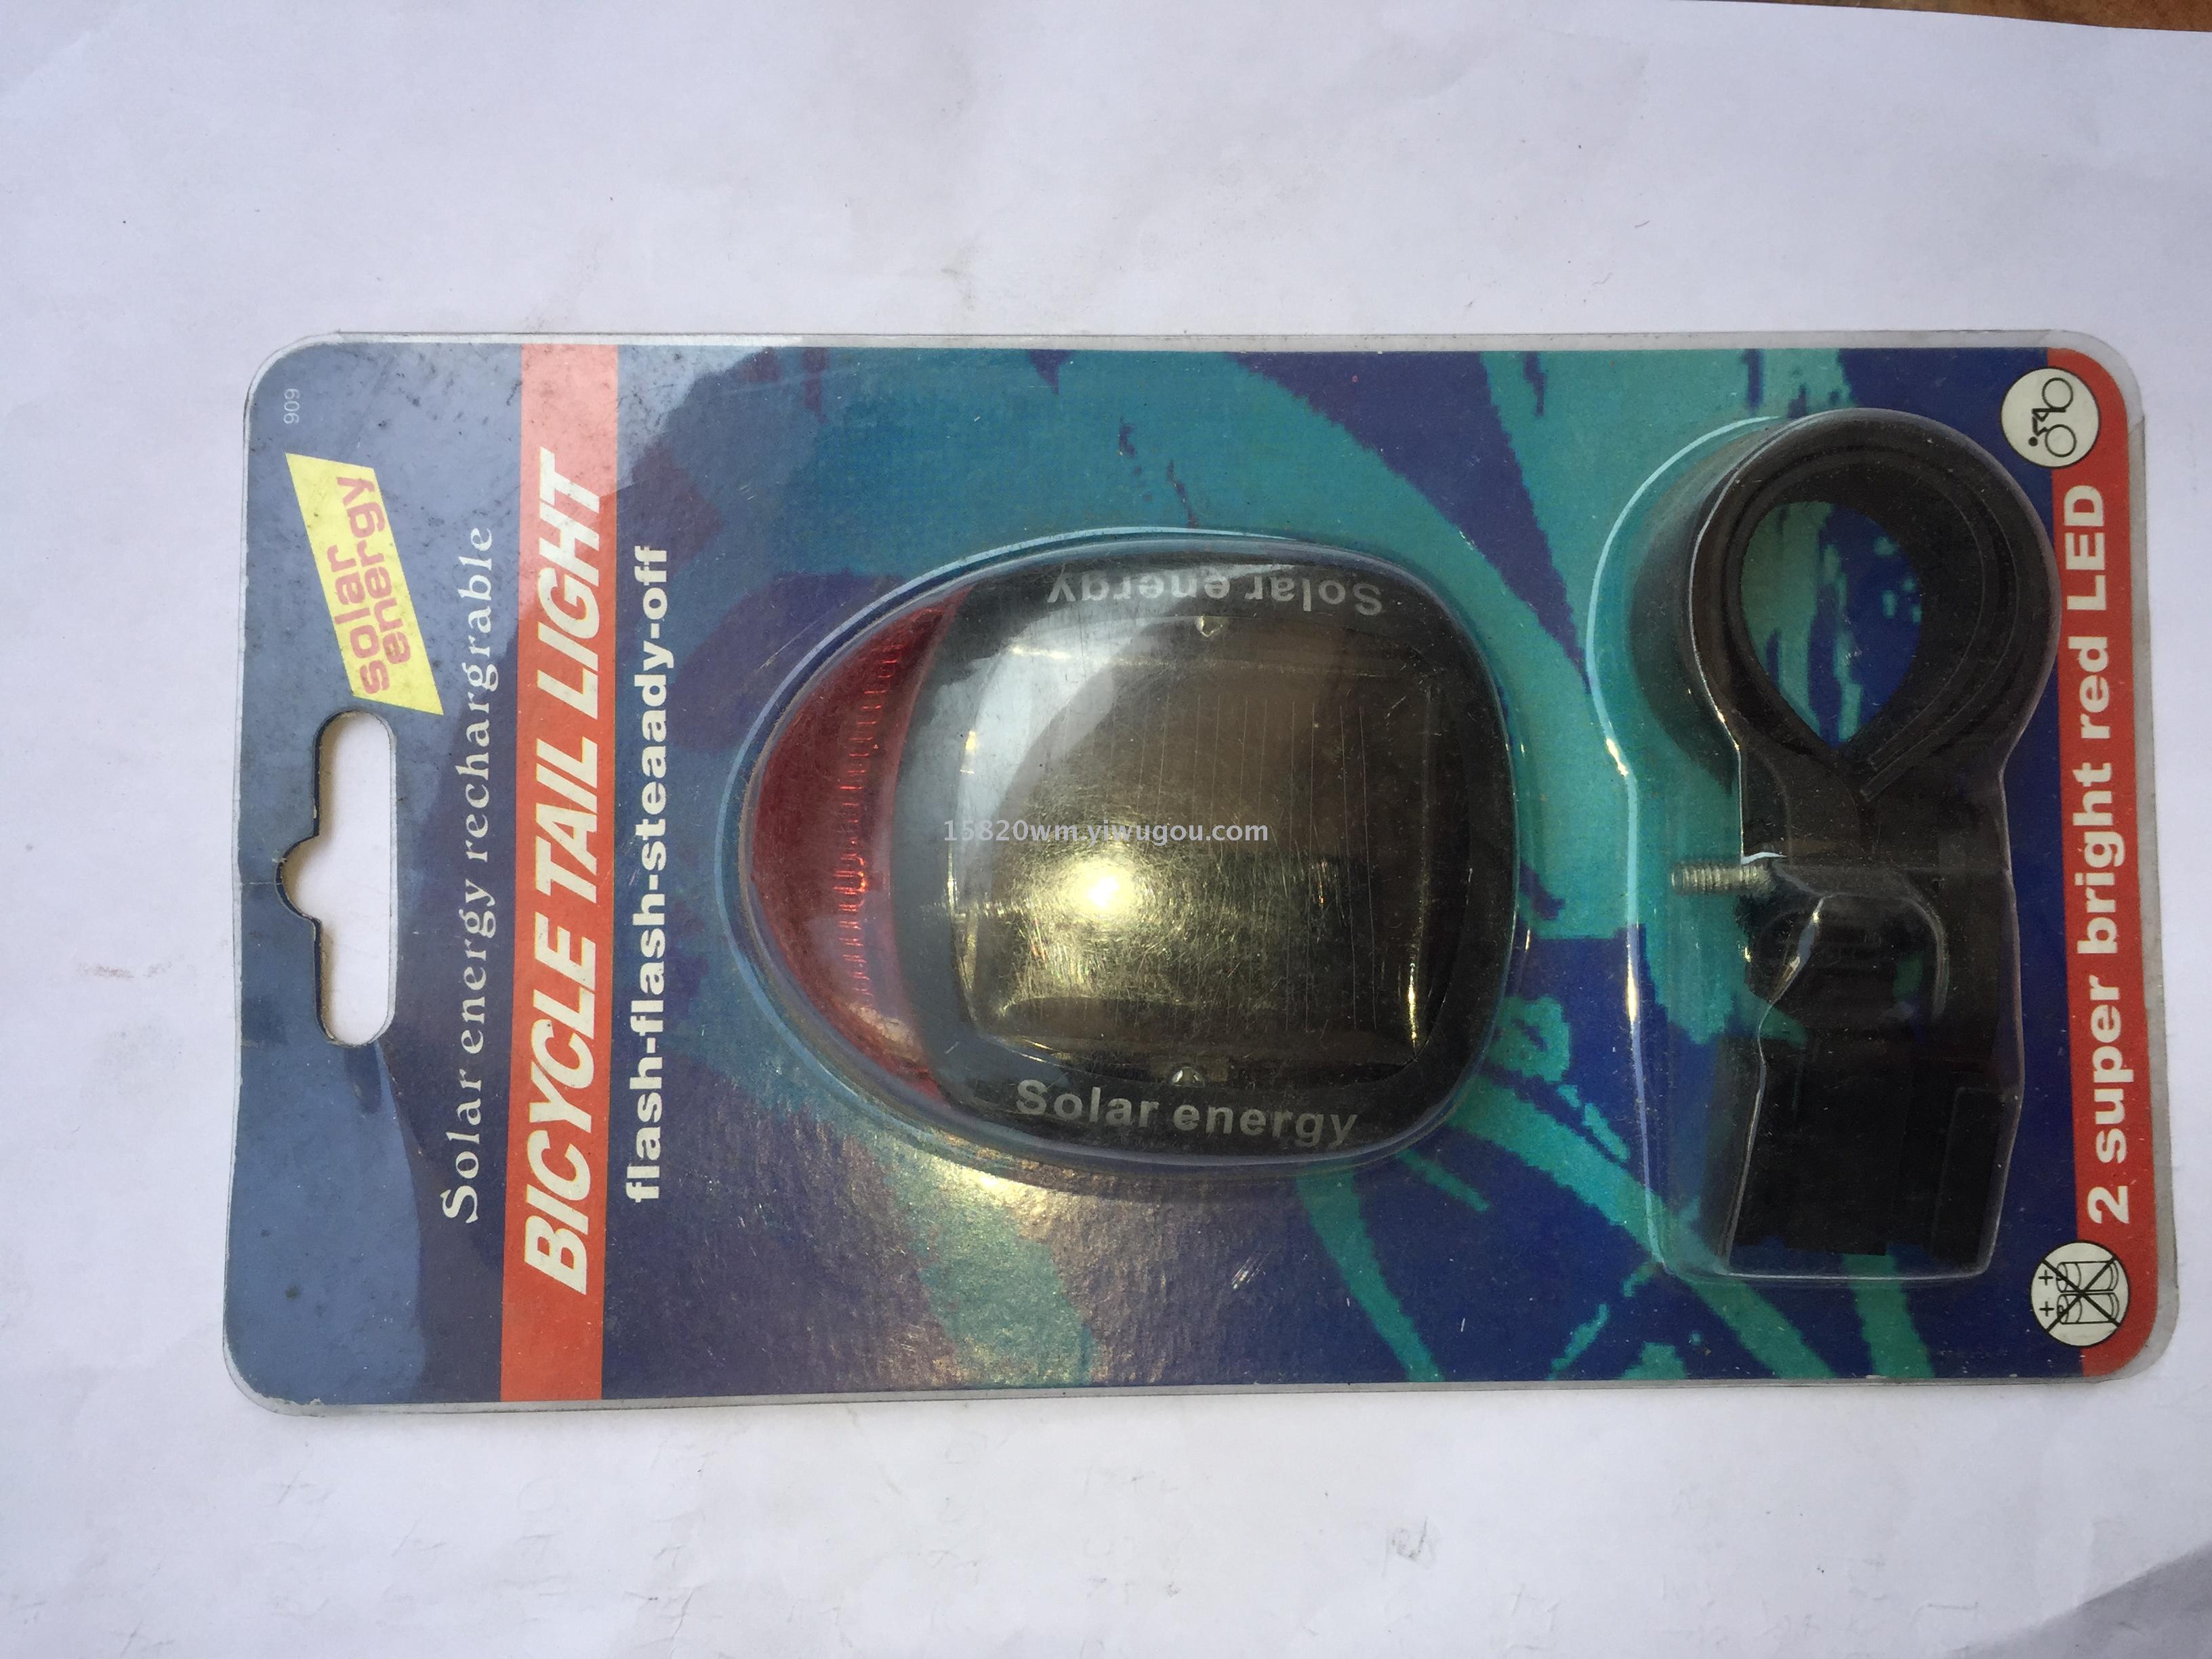 909
solar
energy
Solar energy rechargrable
BICYCLE TAIL LIGHT
flash-flash-steaady-off
Solar energy
15820wm.yiwugou.com
Solar energy
2 super bright red LED